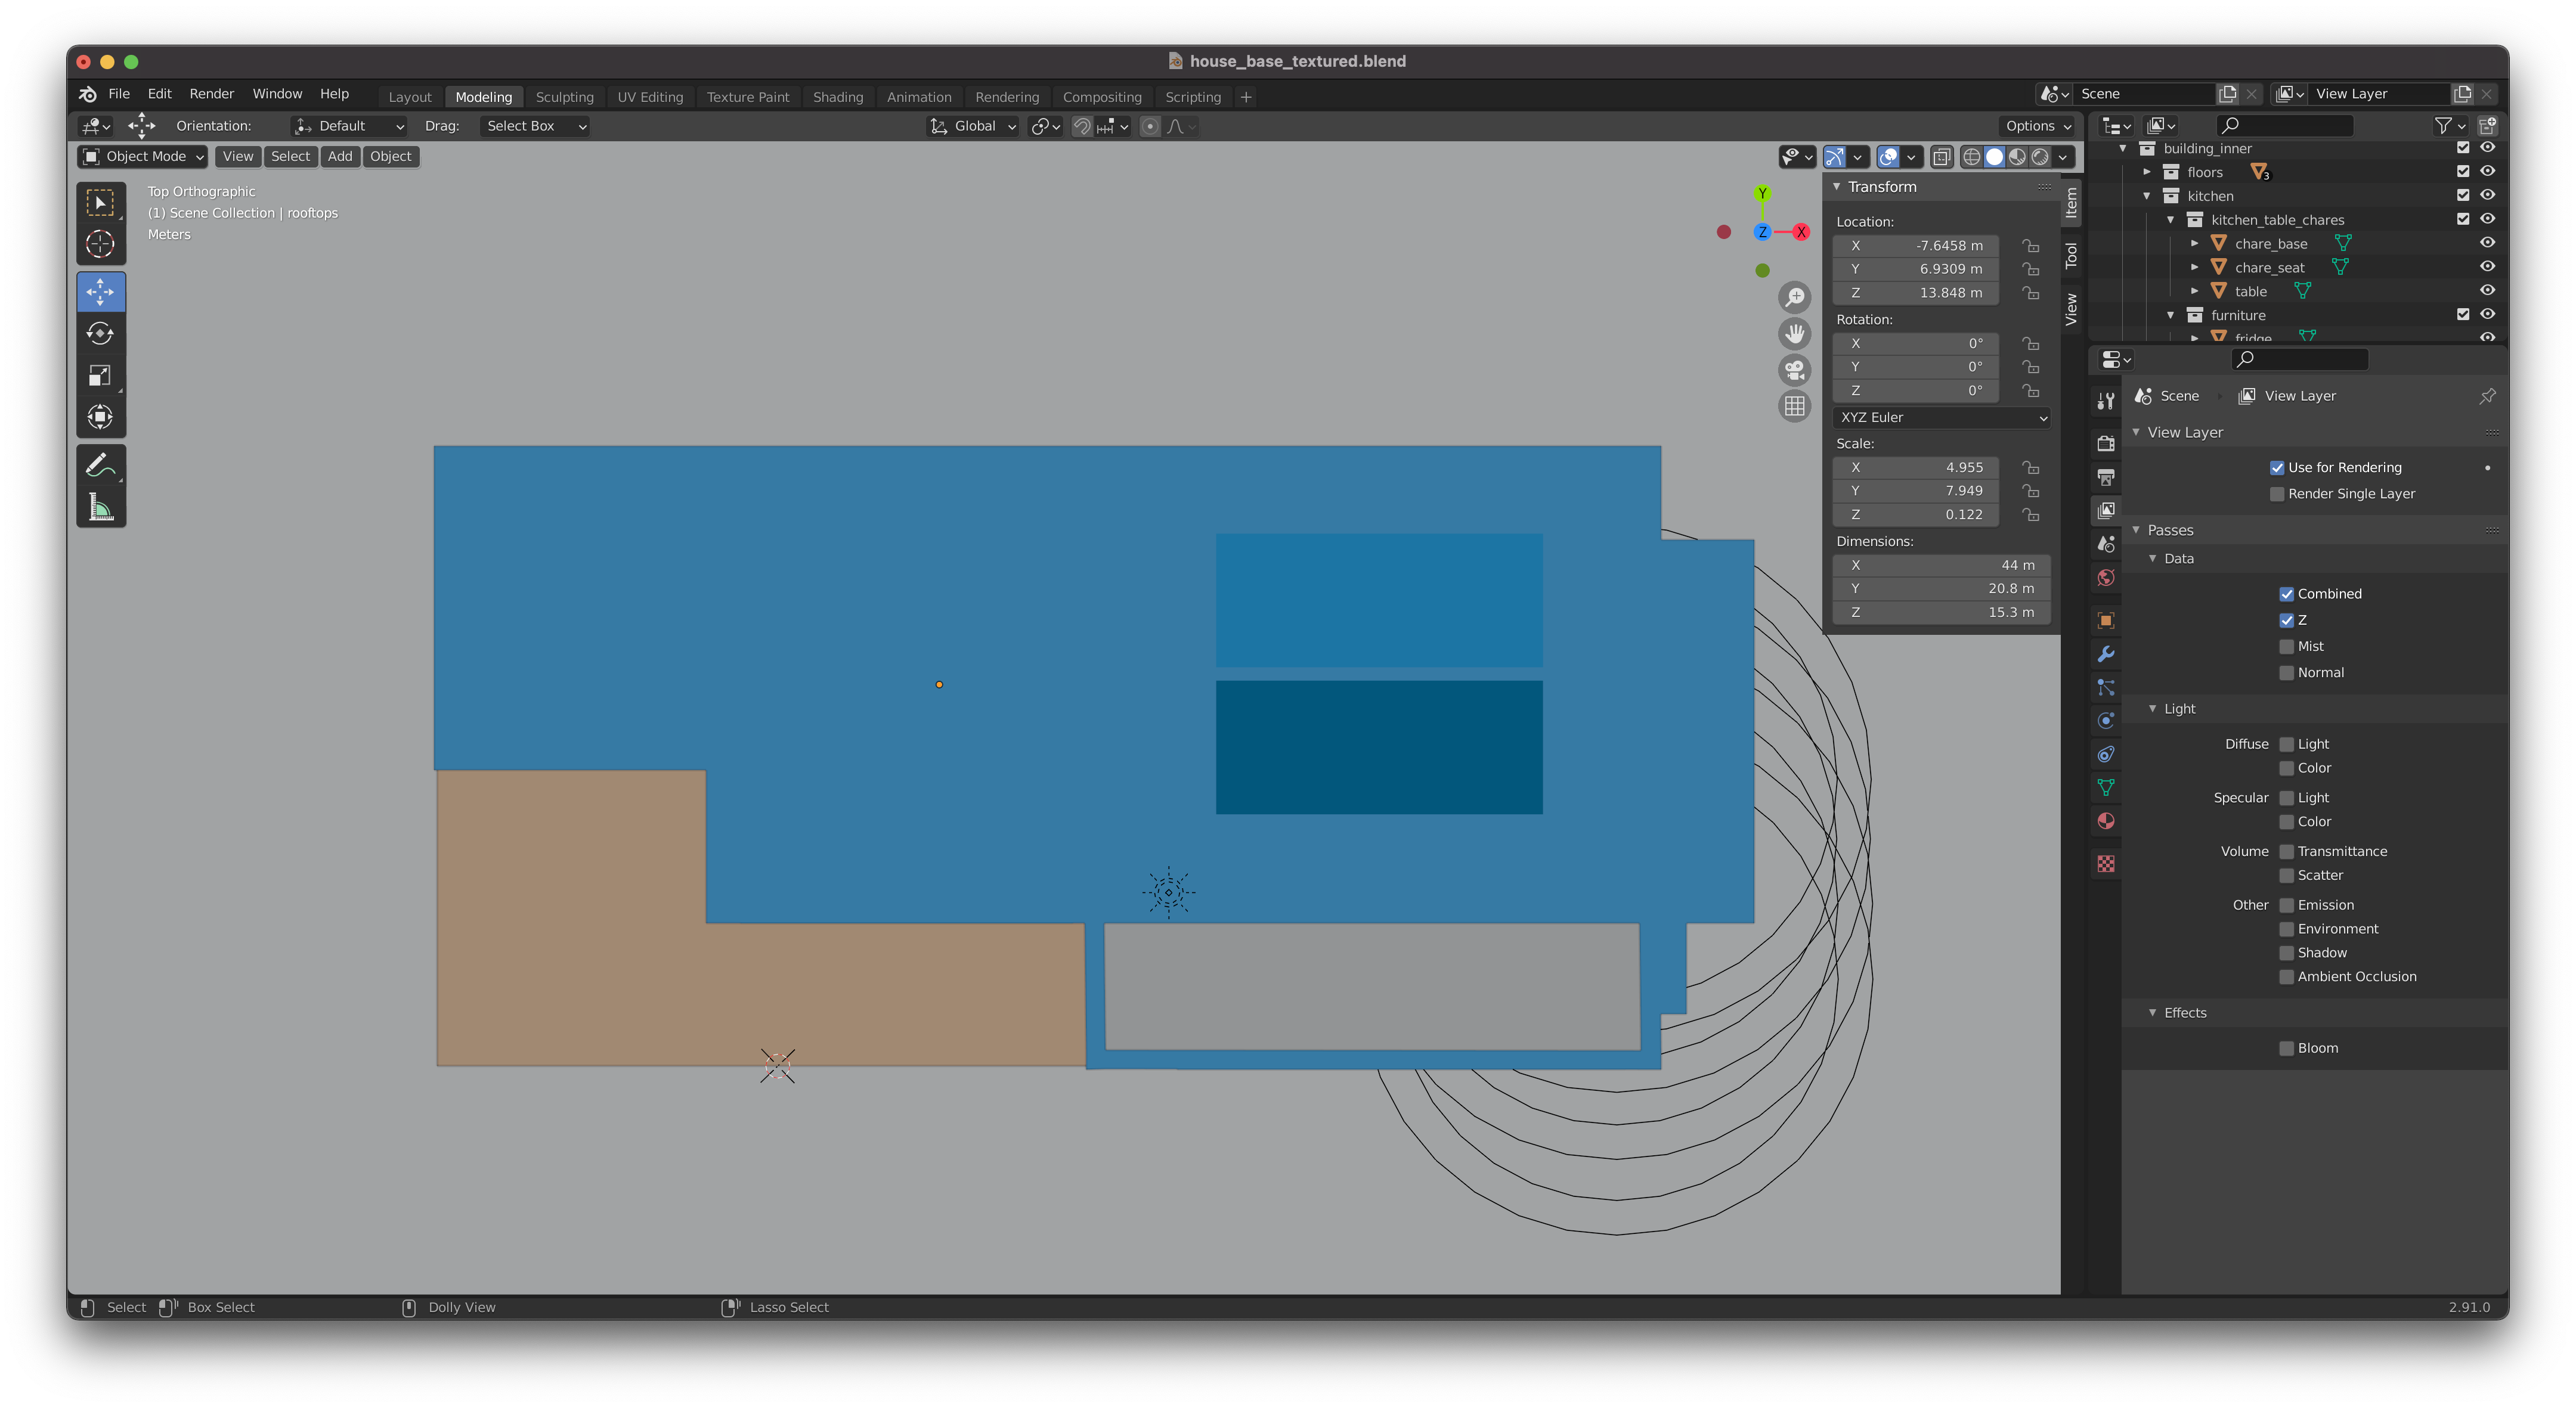 house_base_textured.blend
File Edit Render Window Help Layout Modeling Sculpting UV Editing Texture Paint Shading Animation Rendering Compositing Scripting + Scene View Layer
Orientation: Default Drag: Select Box Global Options
Object Mode View Select Add Object
Top Orthographic
(1) Scene Collection | rooftops
Meters
Y
Z X
Transform
Location:
X -7.6458 m
Y 6.9309 m
Z 13.848 m
Rotation:
X 0°
Y 0°
Z 0°
XYZ Euler
Scale:
X 4.955
Y 7.949
Z 0.122
Dimensions:
X 44 m
Y 20.8 m
Z 15.3 m
Item
Tool
View
building_inner
floors 3
kitchen
kitchen_table_chares
chare_base
chare_seat
table
furniture
fridge
Scene View Layer
View Layer
Use for Rendering
Render Single Layer
Passes
Data
Combined
Z
Mist
Normal
Light
Diffuse Light
Color
Specular Light
Color
Volume Transmittance
Scatter
Other Emission
Environment
Shadow
Ambient Occlusion
Effects
Bloom
Select Box Select Dolly View Lasso Select 2.91.0